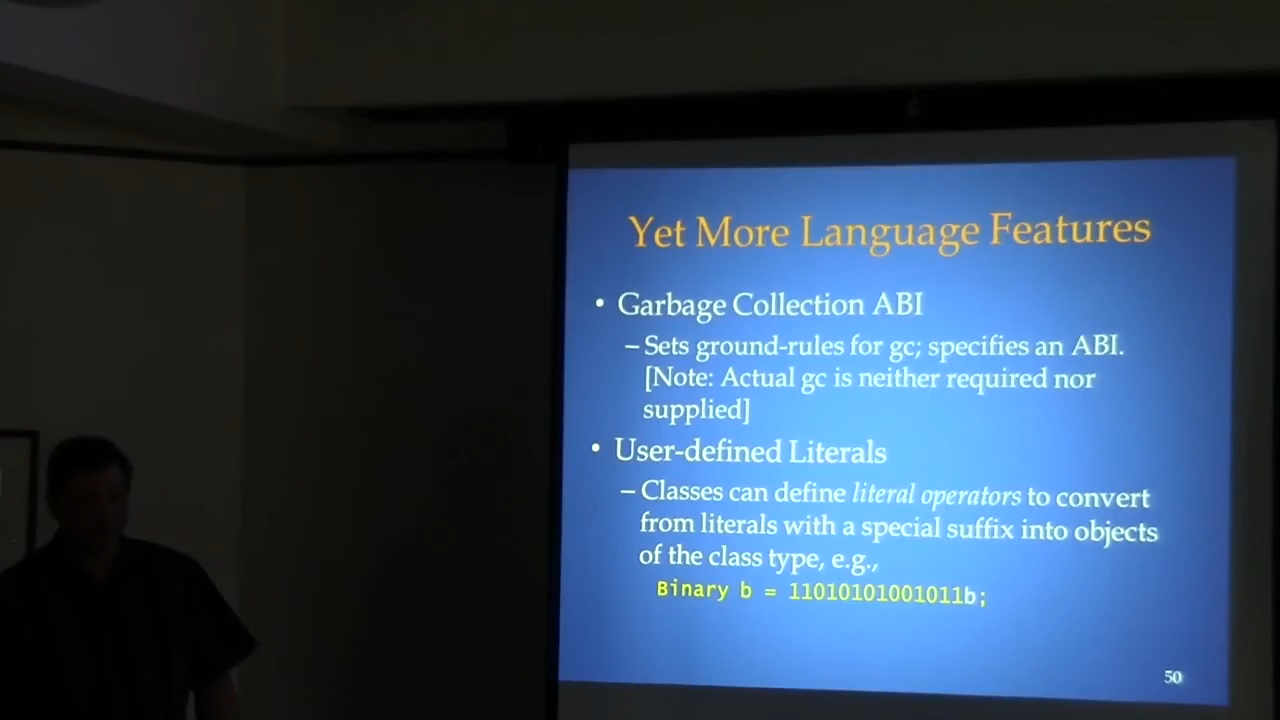 Yet More Language Features
• Garbage Collection ABI
– Sets ground-rules for gc; specifies an ABI.
[Note: Actual gc is neither required nor
supplied]
• User-defined Literals
– Classes can define literal operators to convert
from literals with a special suffix into objects
of the class type, e.g.,
Binary b = 11010101001011b;
50